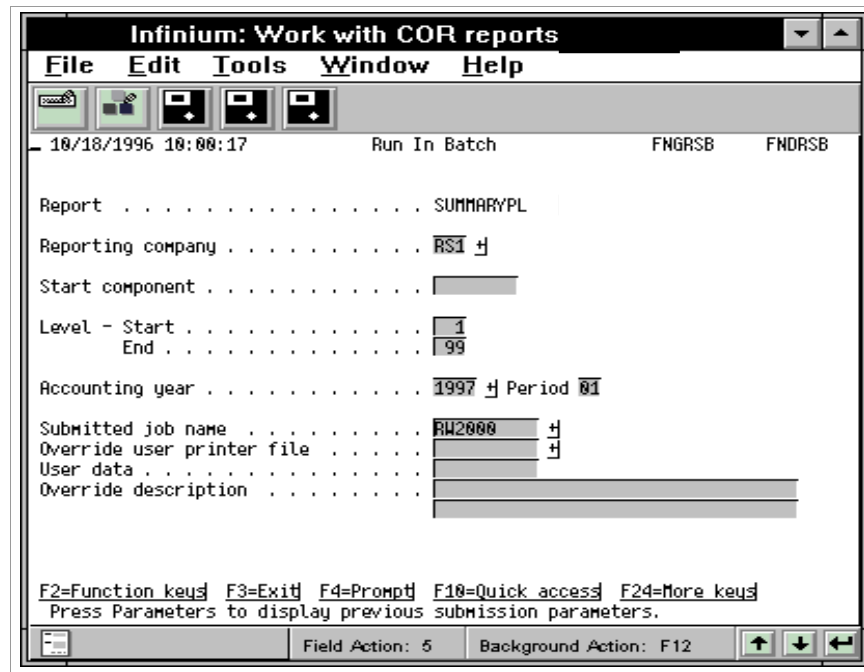 Infinium: Work with COR reports
File Edit Tools Window Help
10/18/1996 10:00:17 Run In Batch FNGRSB FNDRSB
Report . . . . . . . . . . . . . . . SUMMARYPL
Reporting company . . . . . . . . . . RS1 +
Start component . . . . . . . . . . .
Level - Start . . . . . . . . . . . . 1
End . . . . . . . . . . . . . 99
Accounting year . . . . . . . . . . . 1997 + Period 01
Submitted job name . . . . . . . . . RW2000 +
Override user printer file . . . . . +
User data . . . . . . . . . . . . . .
Override description . . . . . . . .
F2=Function keys F3=Exit F4=Prompt F10=Quick access F24=More keys
Press Parameters to display previous submission parameters.
Field Action: 5 Background Action: F12